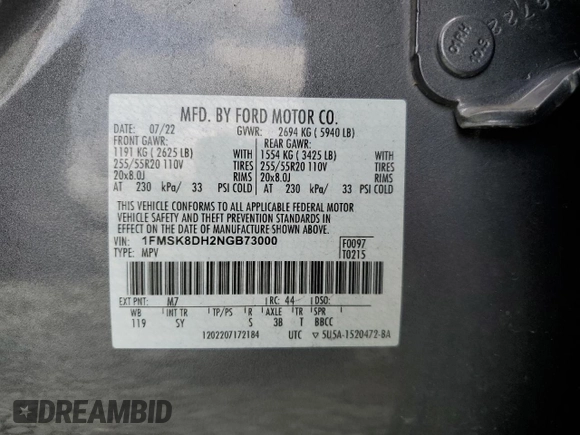 MFD. BY FORD MOTOR CO.
DATE: 07/22 GVWR: 2694 KG ( 5940 LB)
FRONT GAWR: REAR GAWR:
1191 KG ( 2625 LB) WITH 1554 KG ( 3425 LB) WITH
255/55R20 110V TIRES 255/55R20 110V TIRES
20x8.0J RIMS 20x8.0J RIMS
AT 230 kPa/ 33 PSI COLD AT 230 kPa/ 33 PSI COLD
THIS VEHICLE CONFORMS TO ALL APPLICABLE FEDERAL MOTOR
VEHICLE SAFETY AND THEFT PREVENTION STANDARDS IN
EFFECT ON THE DATE OF MANUFACTURE SHOWN ABOVE.
VIN: 1FMSK8DH2NGB73000 F0097
TYPE: MPV T0215
EXT PNT: M7 RC: 44 DSO:
WB INT TR TP/PS R AXLE TR SPR
119 SY S 3B T BBCC
1202207172184 UTC ▽ 5U5A-1520472-BA
DREAMBID